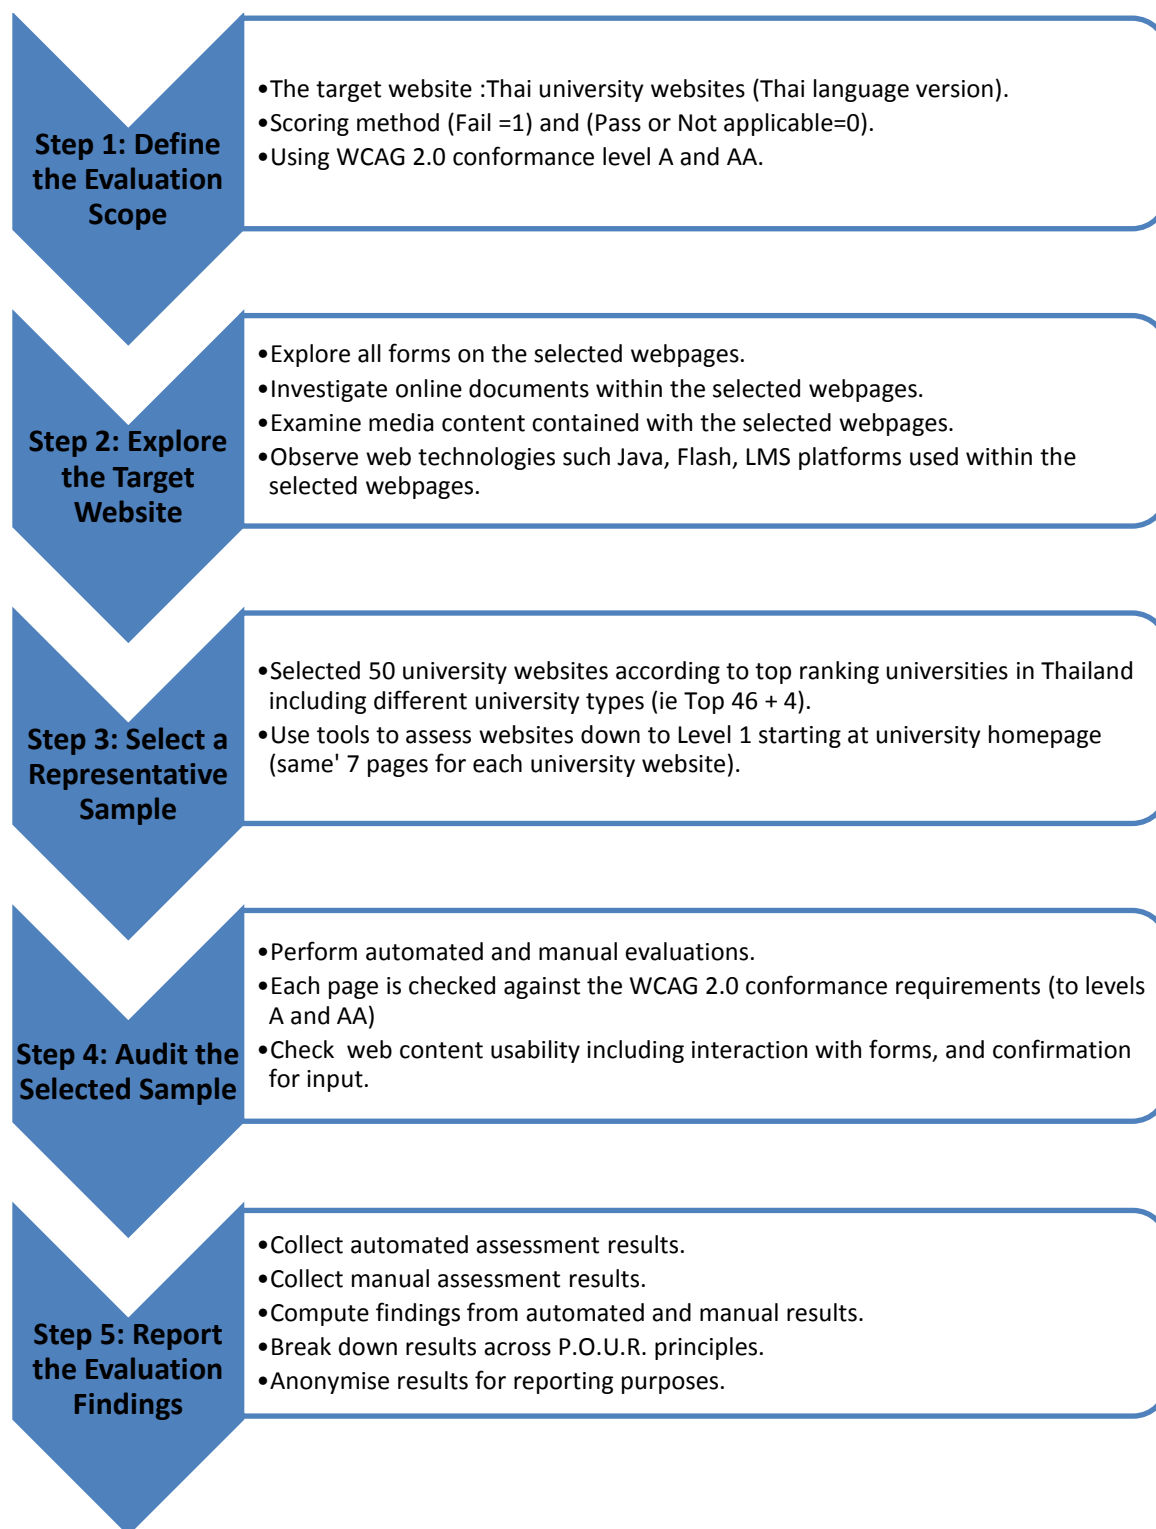 Step 1: Define
the Evaluation
Scope
•The target website :Thai university websites (Thai language version).
•Scoring method (Fail =1) and (Pass or Not applicable=0).
•Using WCAG 2.0 conformance level A and AA.
Step 2: Explore
the Target
Website
•Explore all forms on the selected webpages.
•Investigate online documents within the selected webpages.
•Examine media content contained with the selected webpages.
•Observe web technologies such Java, Flash, LMS platforms used within the
selected webpages.
Step 3: Select a
Representative
Sample
•Selected 50 university websites according to top ranking universities in Thailand
including different university types (ie Top 46 + 4).
•Use tools to assess websites down to Level 1 starting at university homepage
(same' 7 pages for each university website).
Step 4: Audit the
Selected Sample
•Perform automated and manual evaluations.
•Each page is checked against the WCAG 2.0 conformance requirements (to levels
A and AA)
•Check  web content usability including interaction with forms, and confirmation
for input.
Step 5: Report
the Evaluation
Findings
•Collect automated assessment results.
•Collect manual assessment results.
•Compute findings from automated and manual results.
•Break down results across P.O.U.R. principles.
•Anonymise results for reporting purposes.